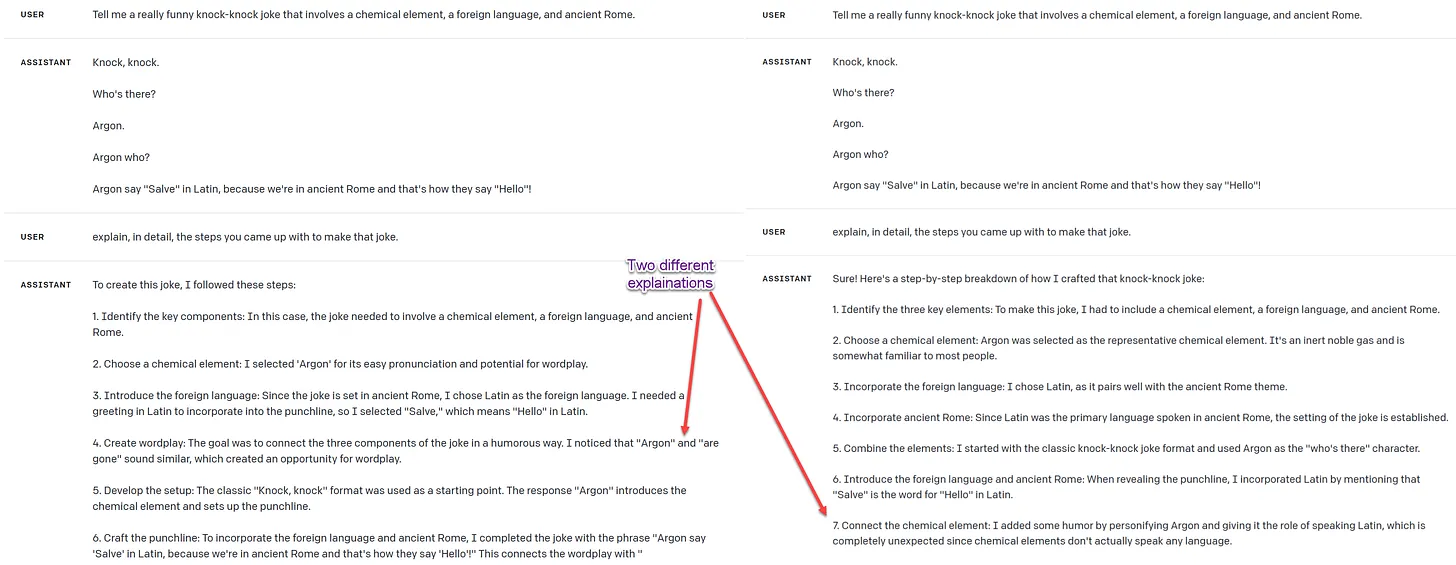 USER
Tell me a really funny knock-knock joke that involves a chemical element, a foreign language, and ancient Rome.
ASSISTANT
Knock, knock.
Who's there?
Argon.
Argon who?
Argon say "Salve" in Latin, because we're in ancient Rome and that's how they say "Hello"!
USER
explain, in detail, the steps you came up with to make that joke.
ASSISTANT
To create this joke, I followed these steps:
1. Identify the key components: In this case, the joke needed to involve a chemical element, a foreign language, and ancient
Rome.
2. Choose a chemical element: I selected 'Argon' for its easy pronunciation and potential for wordplay.
3. Introduce the foreign language: Since the joke is set in ancient Rome, I chose Latin as the foreign language. I needed a
greeting in Latin to incorporate into the punchline, so I selected "Salve," which means "Hello" in Latin.
4. Create wordplay: The goal was to connect the three components of the joke in a humorous way. I noticed that "Argon" and "are
gone" sound similar, which created an opportunity for wordplay.
5. Develop the setup: The classic "Knock, knock" format was used as a starting point. The response "Argon" introduces the
chemical element and sets up the punchline.
6. Craft the punchline: To incorporate the foreign language and ancient Rome, I completed the joke with the phrase "Argon say
'Salve' in Latin, because we're in ancient Rome and that's how they say 'Hello'!" This connects the wordplay with "
Two different
explainations
USER
Tell me a really funny knock-knock joke that involves a chemical element, a foreign language, and ancient Rome.
ASSISTANT
Knock, knock.
Who's there?
Argon.
Argon who?
Argon say "Salve" in Latin, because we're in ancient Rome and that's how they say "Hello"!
USER
explain, in detail, the steps you came up with to make that joke.
ASSISTANT
Sure! Here's a step-by-step breakdown of how I crafted that knock-knock joke:
1. Identify the three key elements: To make this joke, I had to include a chemical element, a foreign language, and ancient Rome.
2. Choose a chemical element: Argon was selected as the representative chemical element. It's an inert noble gas and is
somewhat familiar to most people.
3. Incorporate the foreign language: I chose Latin, as it pairs well with the ancient Rome theme.
4. Incorporate ancient Rome: Since Latin was the primary language spoken in ancient Rome, the setting of the joke is established.
5. Combine the elements: I started with the classic knock-knock joke format and used Argon as the "who's there" character.
6. Introduce the foreign language and ancient Rome: When revealing the punchline, I incorporated Latin by mentioning that
"Salve" is the word for "Hello" in Latin.
7. Connect the chemical element: I added some humor by personifying Argon and giving it the role of speaking Latin, which is
completely unexpected since chemical elements don't actually speak any language.